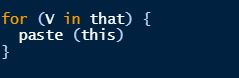 for (V in that) {
  paste (this)
}